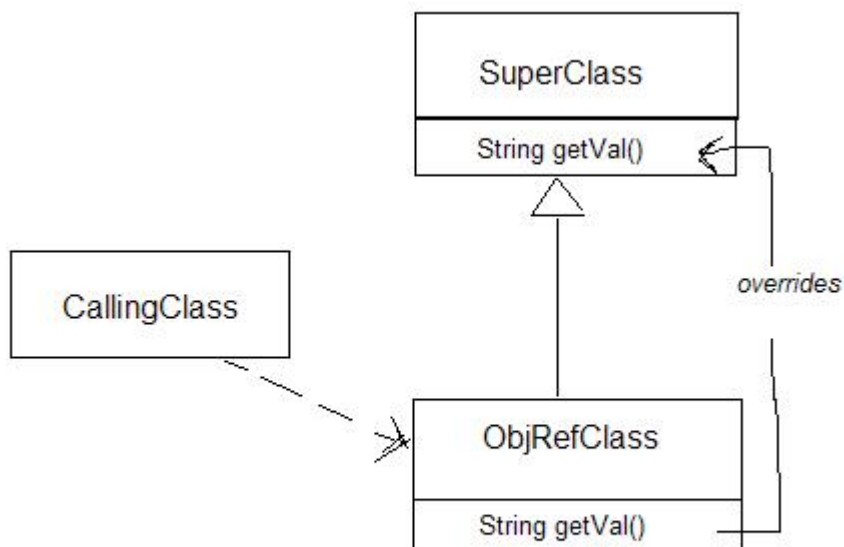 SuperClass
String getVal()
overrides
CallingClass
ObjRefClass
String getVal()